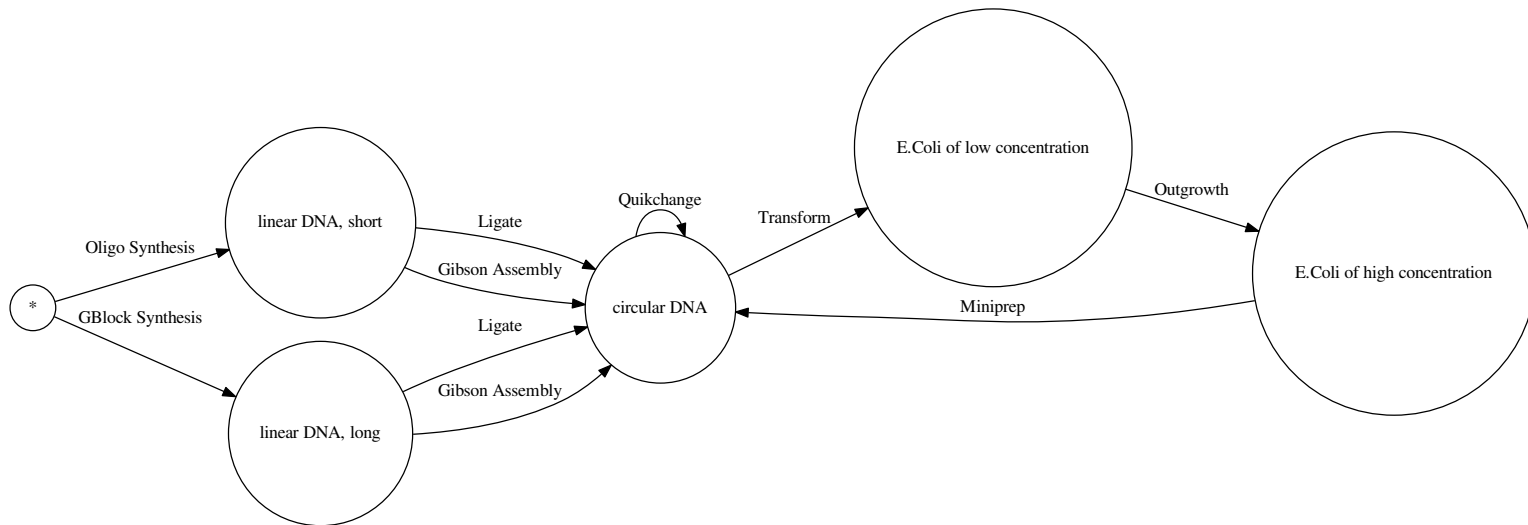 *
Oligo Synthesis
GBlock Synthesis
linear DNA, short
linear DNA, long
Ligate
Gibson Assembly
Ligate
Gibson Assembly
Quikchange
circular DNA
Transform
E.Coli of low concentration
Outgrowth
E.Coli of high concentration
Miniprep